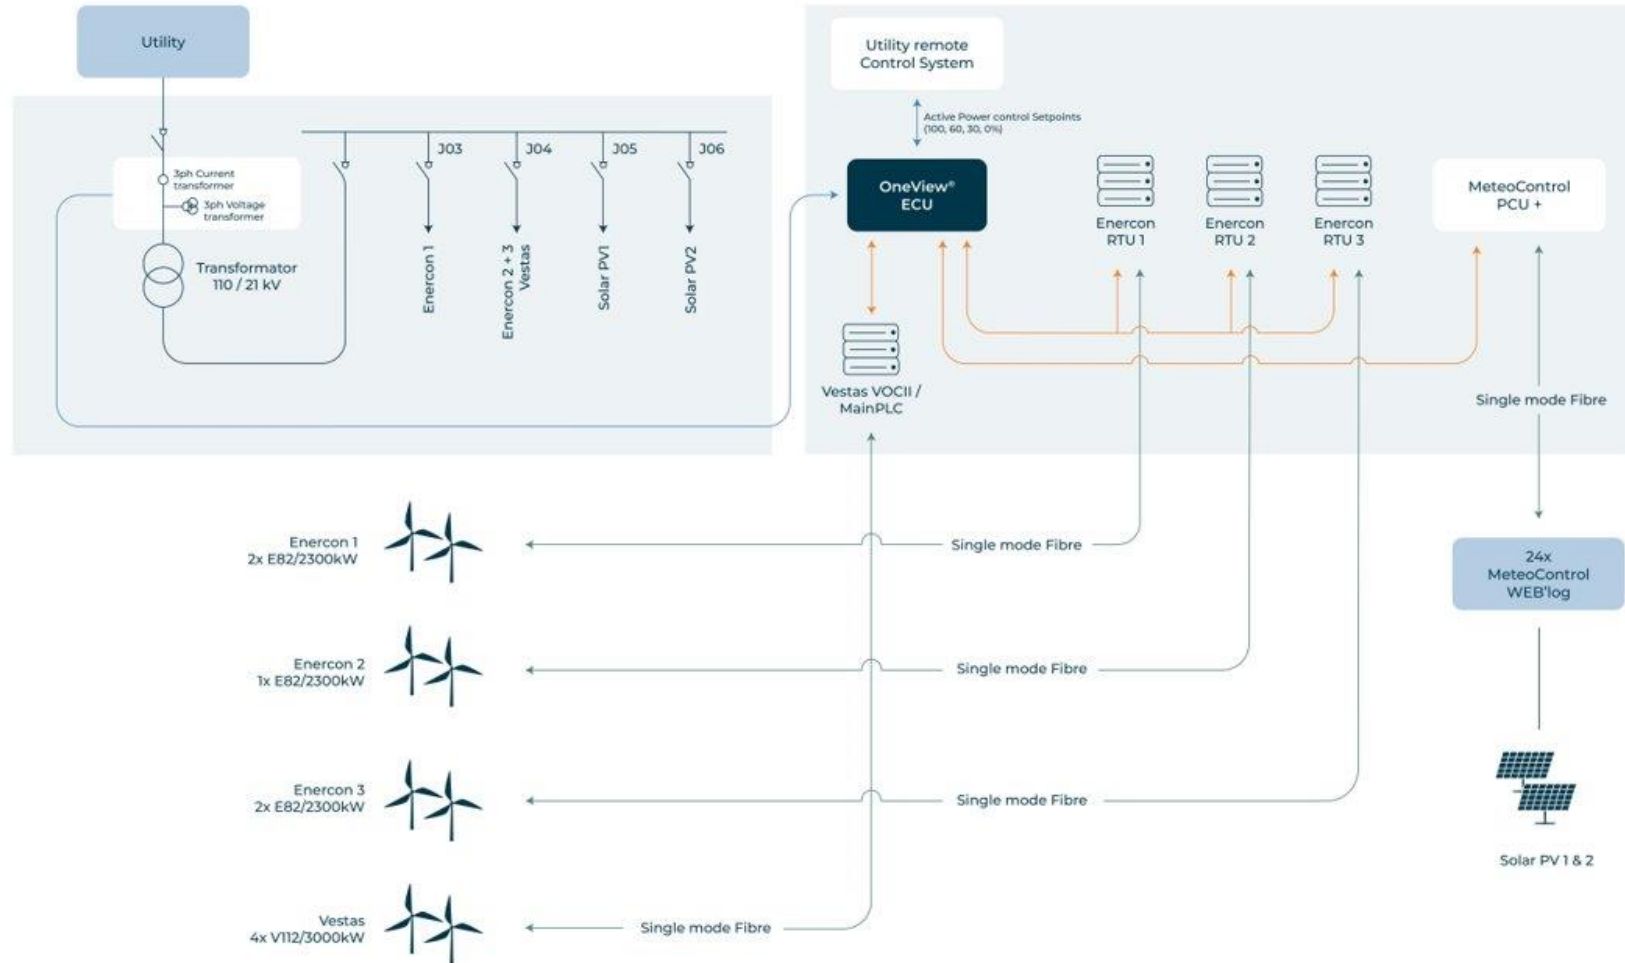 Utility
3ph Current
transformer
3ph Voltage
transformer
Transformator
110 / 21 kV
J03
J04
J05
J06
Enercon 1
Enercon 2 + 3
Vestas
Solar PV1
Solar PV2
Utility remote
Control System
Active Power control Setpoints
(100, 60, 30, 0%)
OneView®
ECU
Enercon
RTU 1
Enercon
RTU 2
Enercon
RTU 3
MeteoControl
PCU +
Vestas VOCII /
MainPLC
Single mode Fibre
Enercon 1
2x E82/2300kW
Single mode Fibre
24x
MeteoControl
WEB'log
Enercon 2
1x E82/2300kW
Single mode Fibre
Enercon 3
2x E82/2300kW
Single mode Fibre
Solar PV 1 & 2
Vestas
4x V112/3000kW
Single mode Fibre